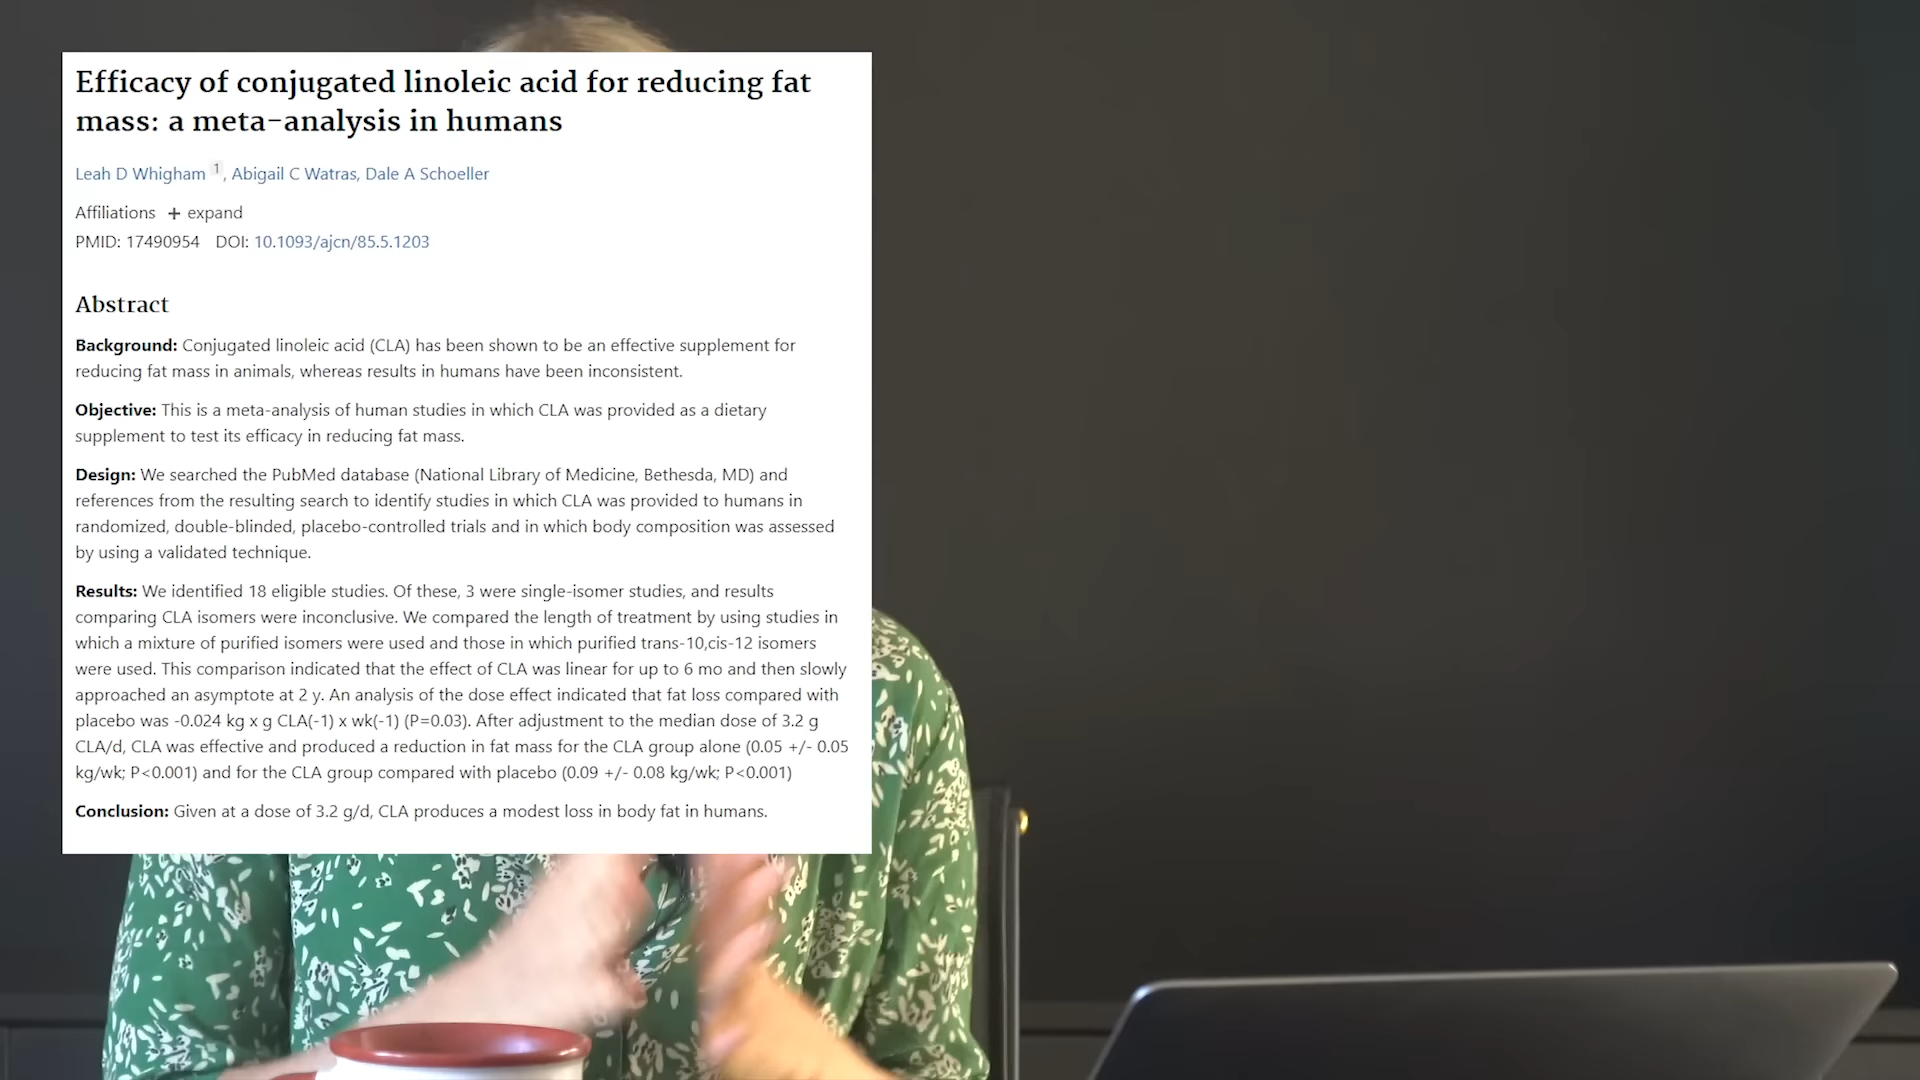 Efficacy of conjugated linoleic acid for reducing fat
mass: a meta-analysis in humans
Leah D Whigham 1, Abigail C Watras, Dale A Schoeller
Affiliations + expand
PMID: 17490954 DOI: 10.1093/ajcn/85.5.1203
Abstract
Background: Conjugated linoleic acid (CLA) has been shown to be an effective supplement for
reducing fat mass in animals, whereas results in humans have been inconsistent.
Objective: This is a meta-analysis of human studies in which CLA was provided as a dietary
supplement to test its efficacy in reducing fat mass.
Design: We searched the PubMed database (National Library of Medicine, Bethesda, MD) and
references from the resulting search to identify studies in which CLA was provided to humans in
randomized, double-blinded, placebo-controlled trials and in which body composition was assessed
by using a validated technique.
Results: We identified 18 eligible studies. Of these, 3 were single-isomer studies, and results
comparing CLA isomers were inconclusive. We compared the length of treatment by using studies in
which a mixture of purified isomers were used and those in which purified trans-10,cis-12 isomers
were used. This comparison indicated that the effect of CLA was linear for up to 6 mo and then slowly
approached an asymptote at 2 y. An analysis of the dose effect indicated that fat loss compared with
placebo was -0.024 kg x g CLA(-1) x wk(-1) (P=0.03). After adjustment to the median dose of 3.2 g
CLA/d, CLA was effective and produced a reduction in fat mass for the CLA group alone (0.05 +/- 0.05
kg/wk; P<0.001) and for the CLA group compared with placebo (0.09 +/- 0.08 kg/wk; P<0.001)
Conclusion: Given at a dose of 3.2 g/d, CLA produces a modest loss in body fat in humans.